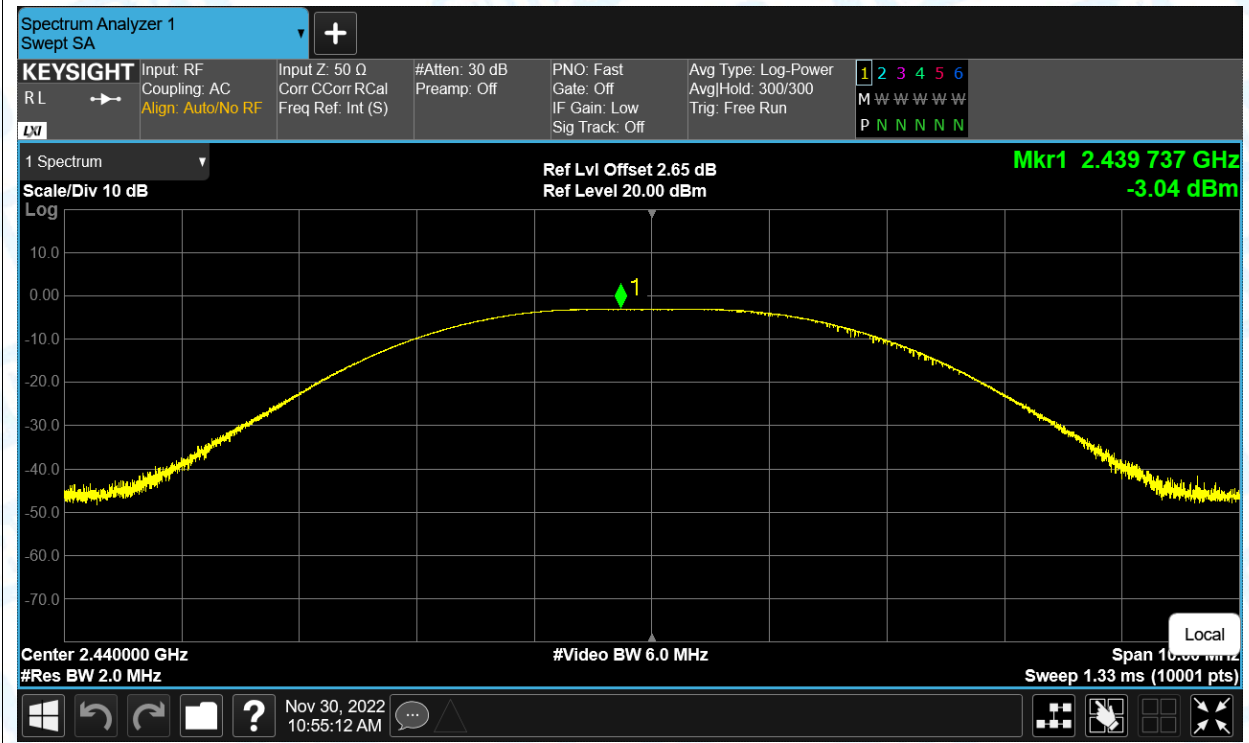 Spectrum Analyzer 1
Swept SA
KEYSIGHT
R L
LXI
Input: RF
Coupling: AC
Align: Auto/No RF
Input Z: 50 Ω
Corr CCorr RCal
Freq Ref: Int (S)
#Atten: 30 dB
Preamp: Off
PNO: Fast
Gate: Off
IF Gain: Low
Sig Track: Off
Avg Type: Log-Power
Avg|Hold: 300/300
Trig: Free Run
1 2 3 4 5 6
M W W W W W
P N N N N N
1 Spectrum
Scale/Div 10 dB
Log
Ref Lvl Offset 2.65 dB
Ref Level 20.00 dBm
Mkr1 2.439 737 GHz
-3.04 dBm
1
10.0
0.00
-10.0
-20.0
-30.0
-40.0
-50.0
-60.0
-70.0
Local
Center 2.440000 GHz
#Video BW 6.0 MHz
Span 10.00 MHz
#Res BW 2.0 MHz
Sweep 1.33 ms (10001 pts)
?
Nov 30, 2022
10:55:12 AM